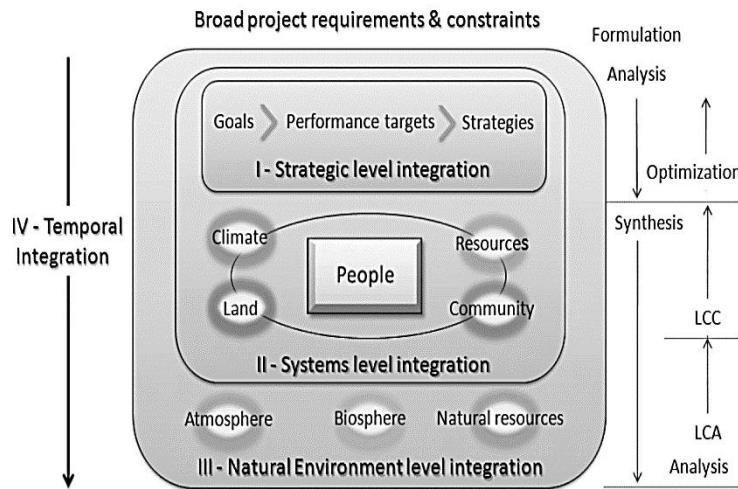 Broad project requirements & constraints
Formulation
Analysis
Goals
Performance targets
Strategies
I - Strategic level integration
Optimization
IV - Temporal
Integration
Climate
Resources
Synthesis
People
Land
Community
LCC
II - Systems level integration
Atmosphere
Biosphere
Natural resources
LCA
III - Natural Environment level integration
Analysis